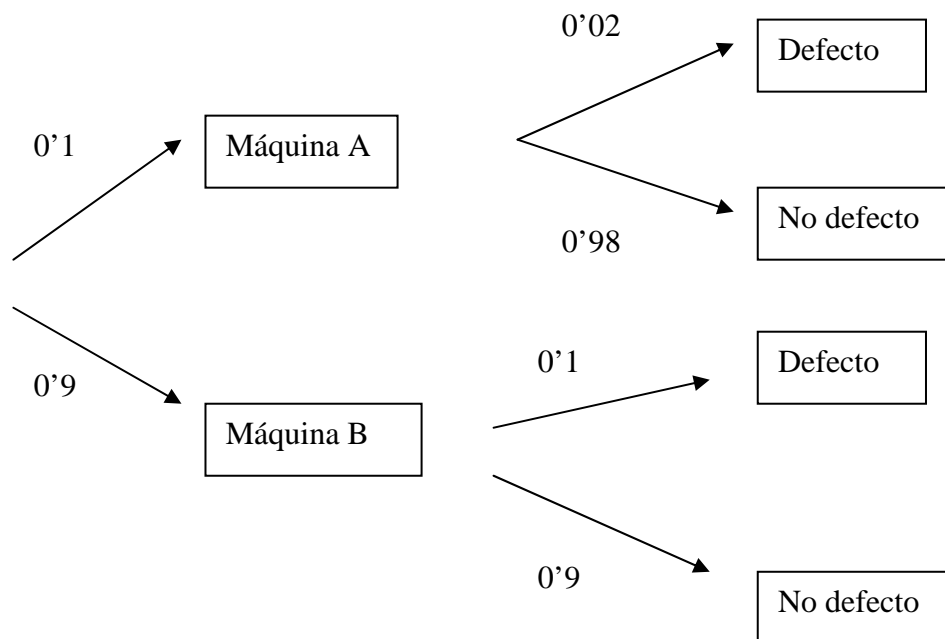 0’02
Defecto
0’1
Máquina A
No defecto
0’98
0’9
Máquina B
0’1
Defecto
0’9
No defecto